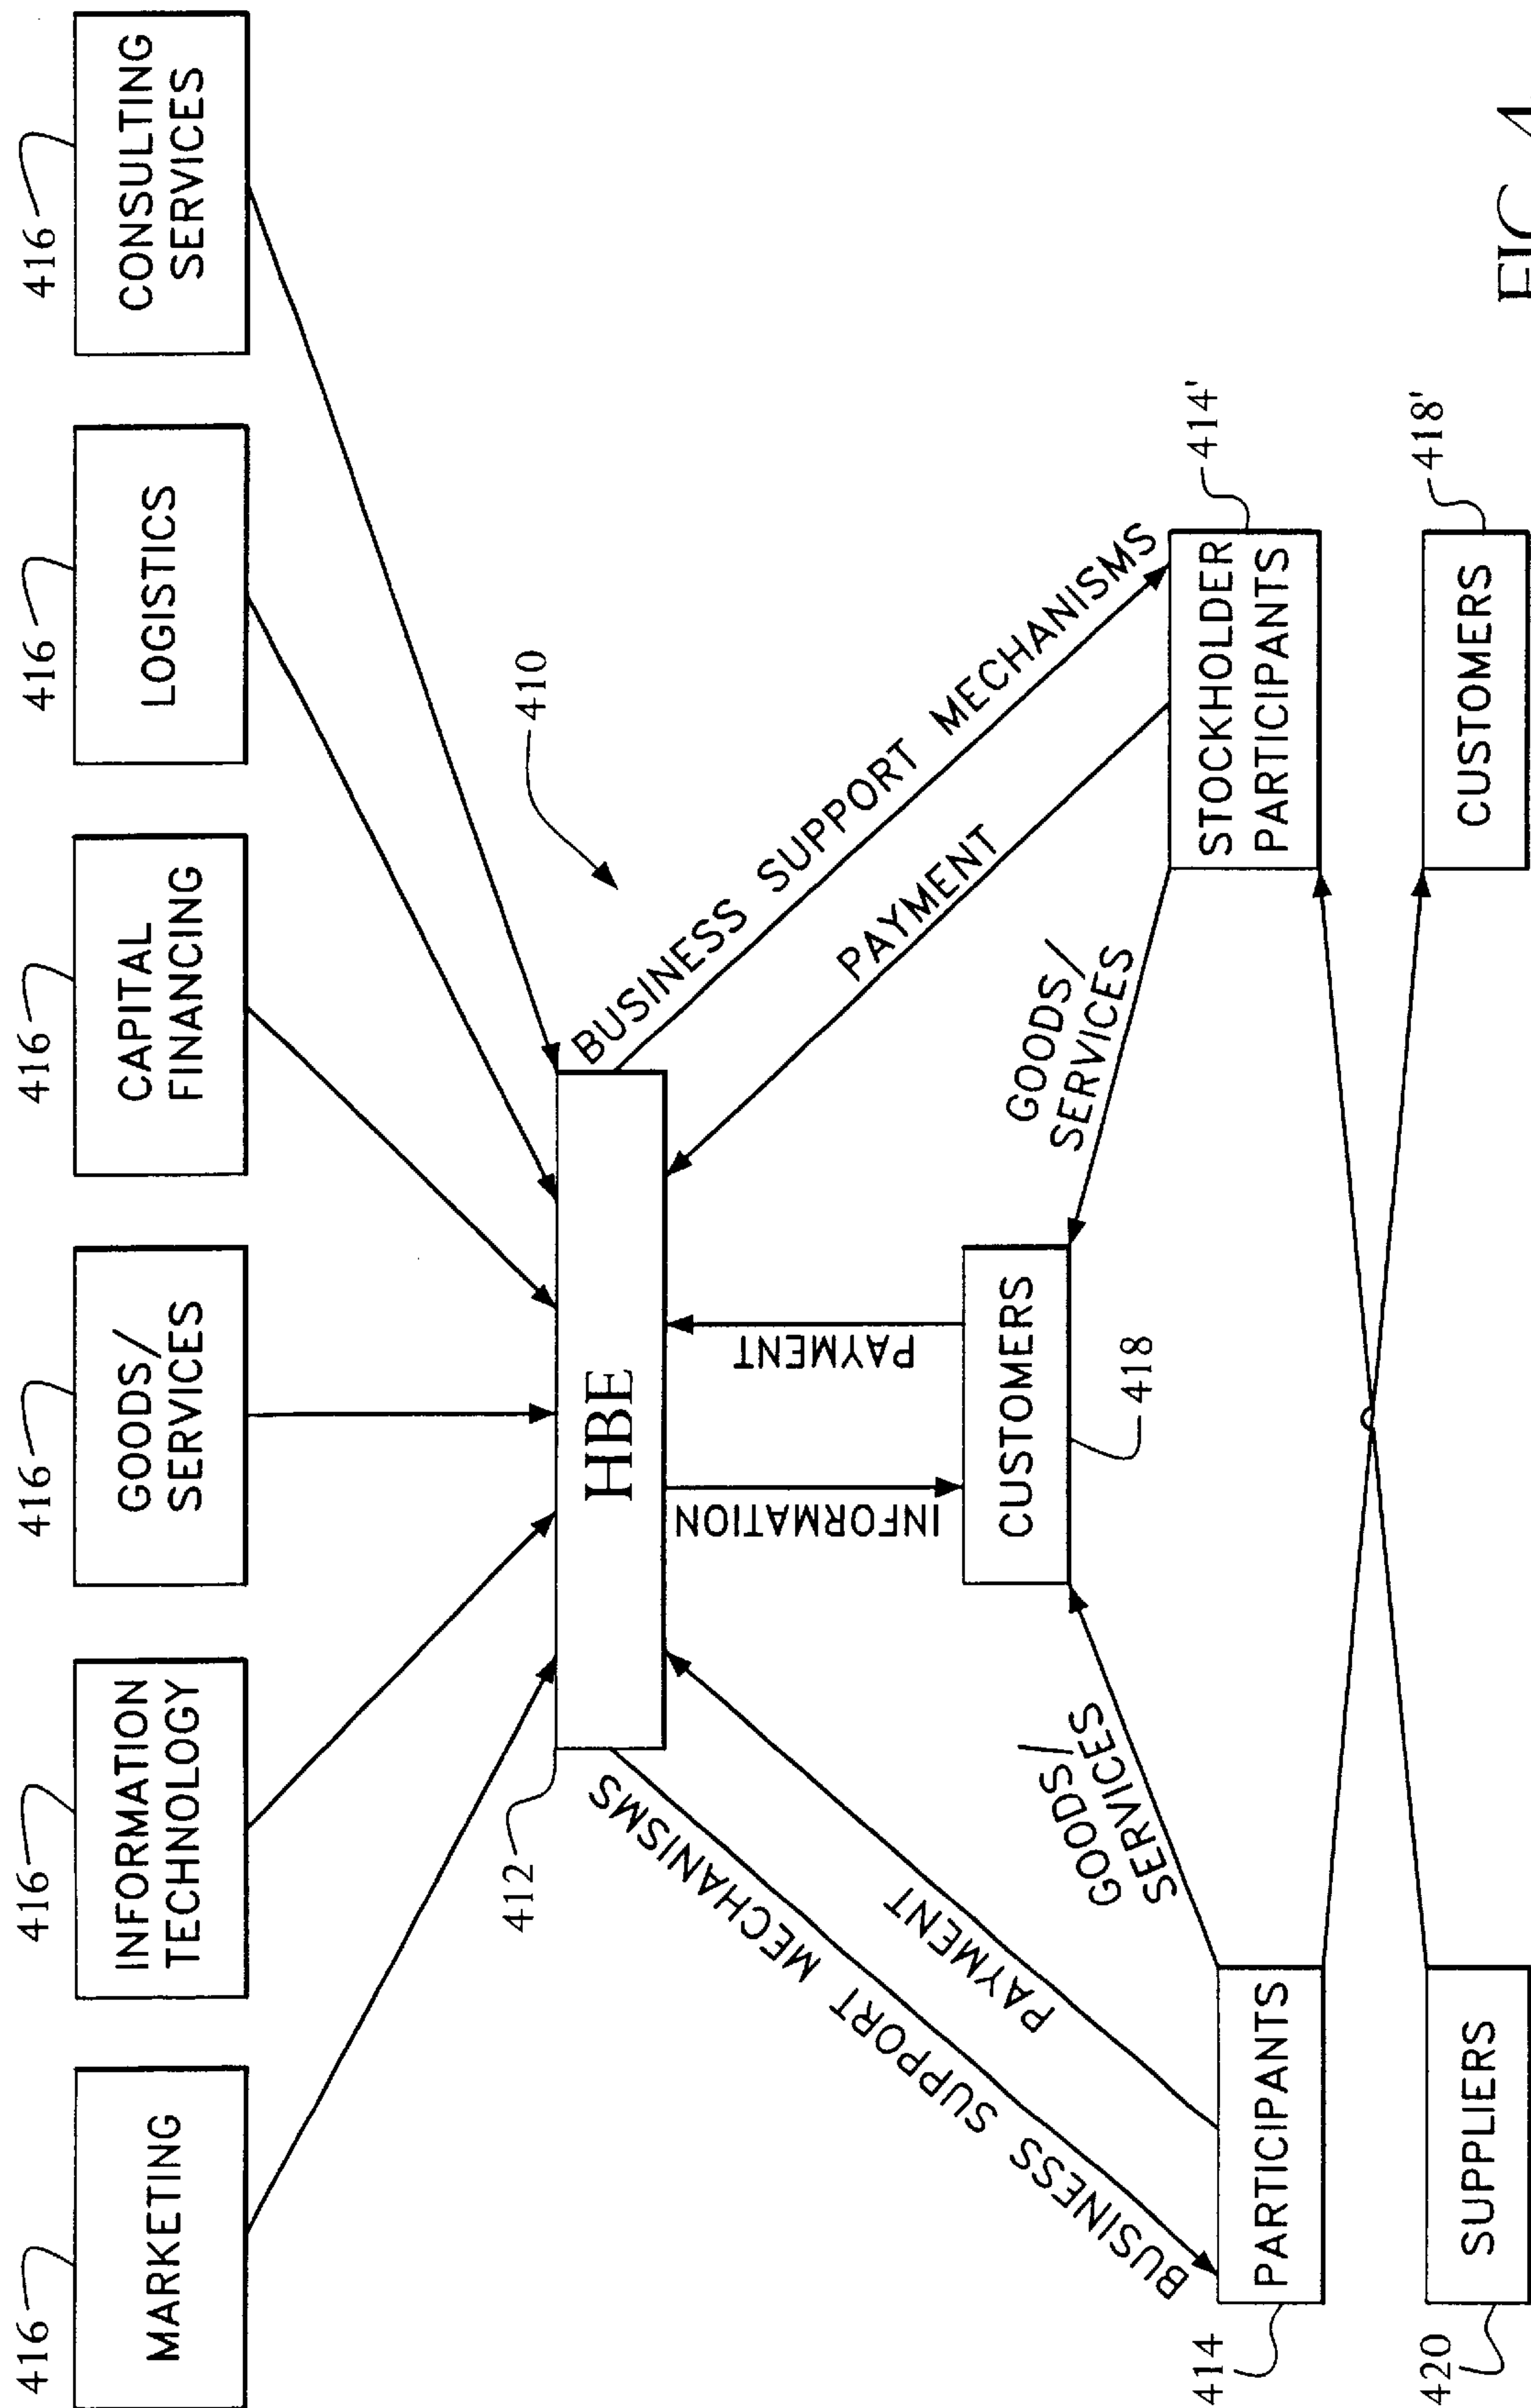 416
416
416
416
416
416
MARKETING
INFORMATION
TECHNOLOGY
GOODS/
SERVICES
CAPITAL
FINANCING
LOGISTICS
CONSULTING
SERVICES
412
HBE
410
BUSINESS SUPPORT MECHANISMS
PAYMENT
INFORMATION
PAYMENT
PAYMENT
BUSINESS SUPPORT MECHANISMS
CUSTOMERS
418
GOODS/
SERVICES
GOODS/
SERVICES
414
PARTICIPANTS
STOCKHOLDER
PARTICIPANTS
414'
420
SUPPLIERS
CUSTOMERS
418'
FIG. 4